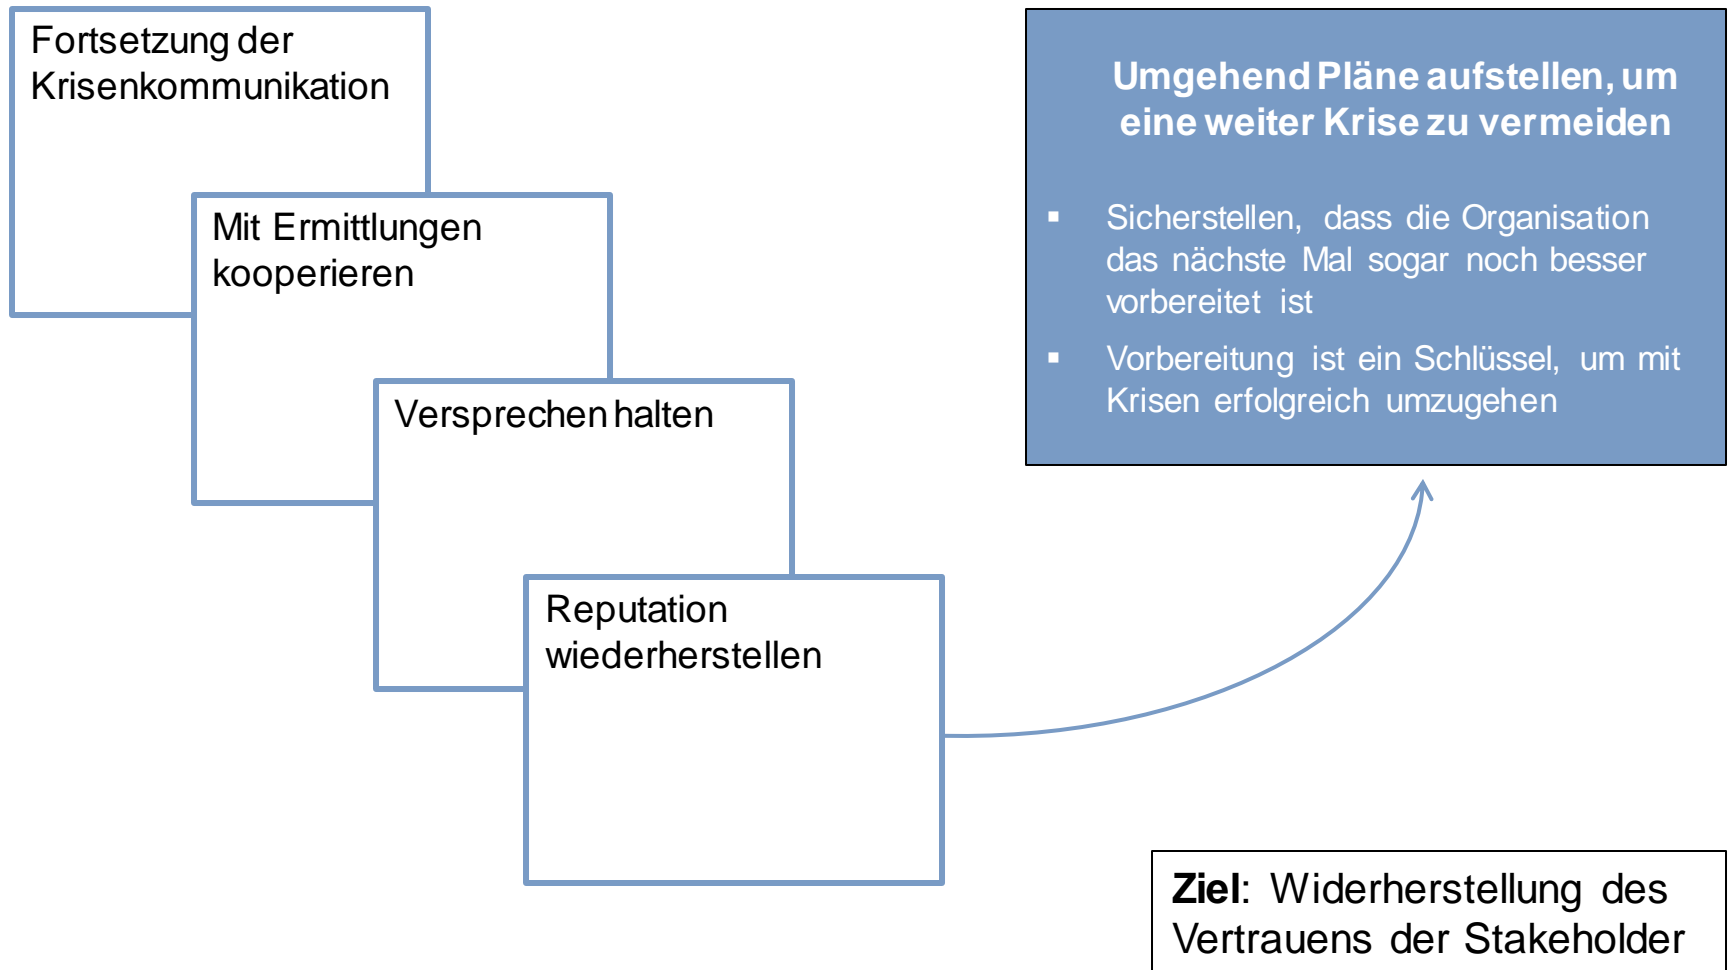 Fortsetzung der
Krisenkommunikation
Mit Ermittlungen
kooperieren
Versprechen halten
Reputation
wiederherstellen
Umgehend Pläne aufstellen, um
eine weiter Krise zu vermeiden
▪ Sicherstellen, dass die Organisation
das nächste Mal sogar noch besser
vorbereitet ist
▪ Vorbereitung ist ein Schlüssel, um mit
Krisen erfolgreich umzugehen
Ziel: Widerherstellung des
Vertrauens der Stakeholder